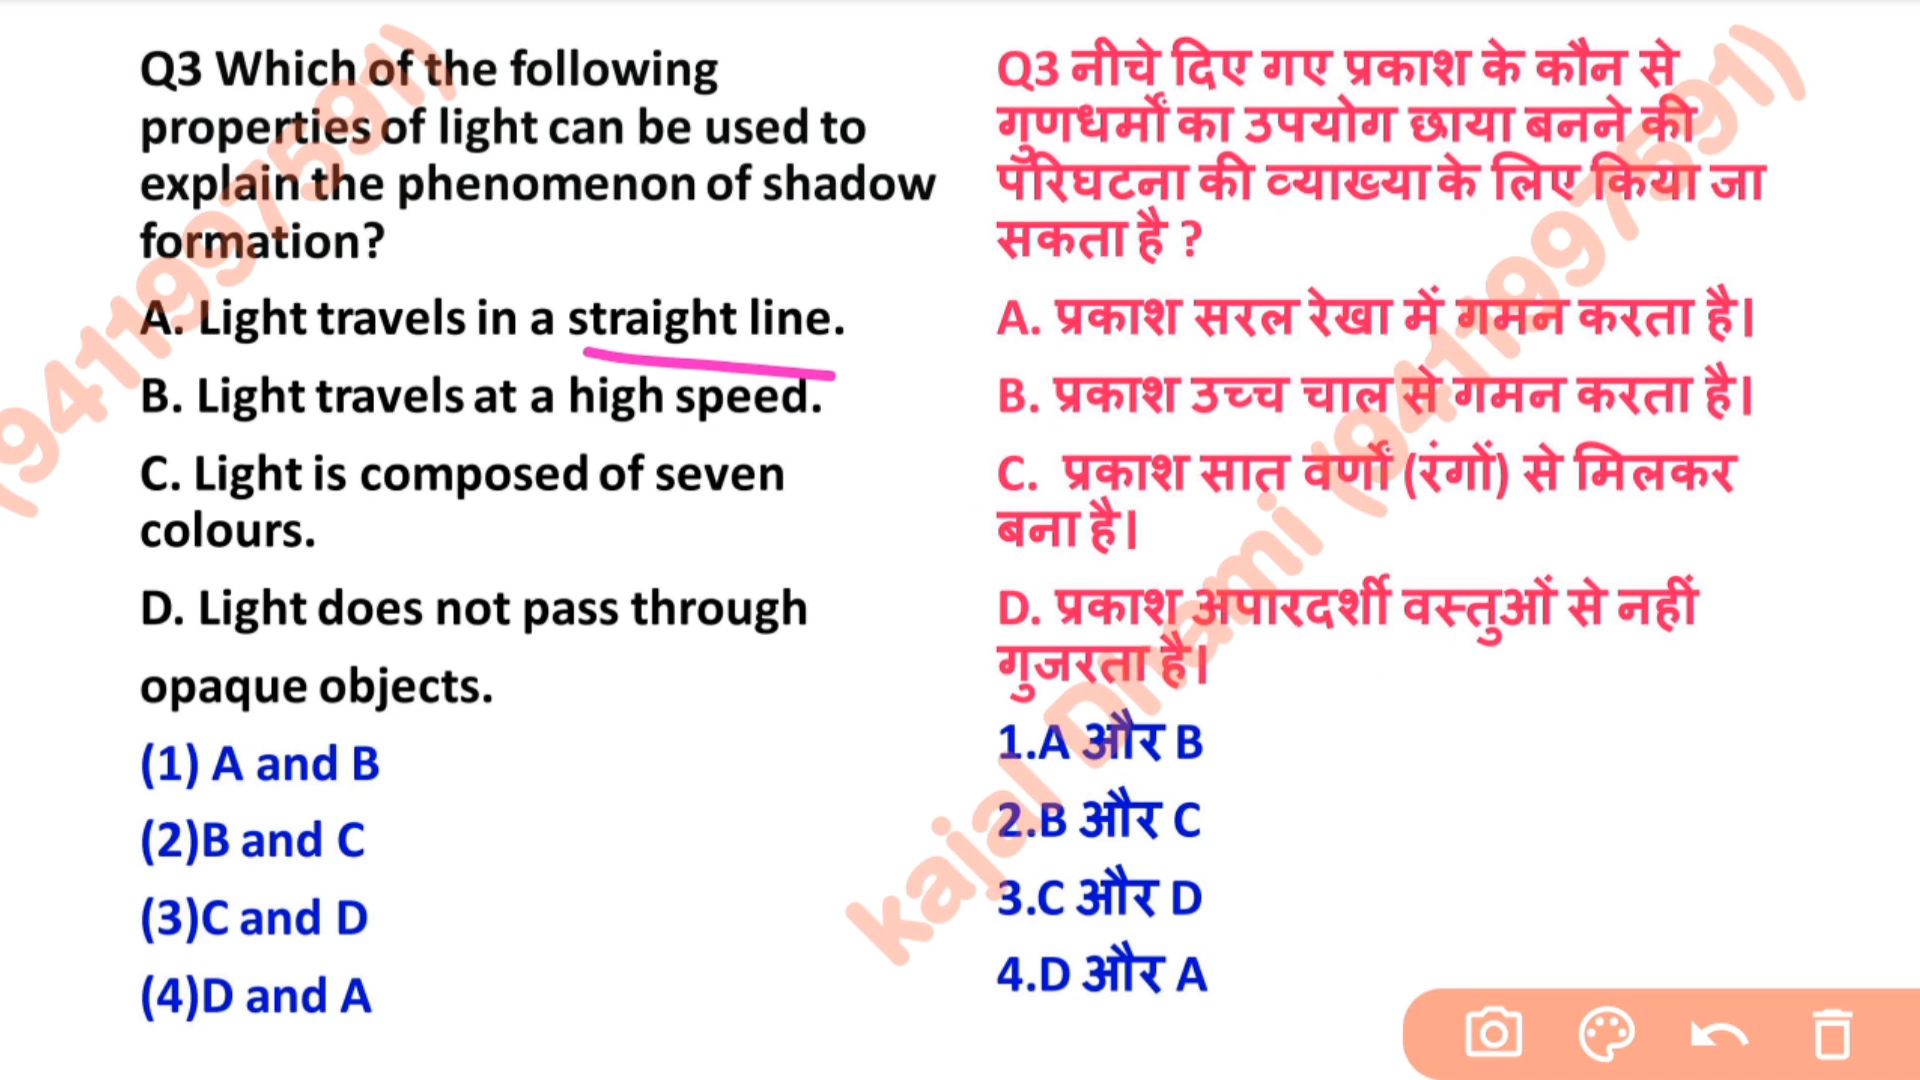 Q3 Which of the following
properties of light can be used to
explain the phenomenon of shadow
formation?
A. Light travels in a straight line.
B. Light travels at a high speed.
C. Light is composed of seven
colours.
D. Light does not pass through
opaque objects.
(1) A and B
(2)B and C
(3)C and D
(4)D and A
Q3 नीचे दिए गए प्रकाश के कौन से
गुणधर्मों का उपयोग छाया बनने की
परिघटना की व्याख्या के लिए किया जा
सकता है ?
A. प्रकाश सरल रेखा में गमन करता है।
B. प्रकाश उच्च चाल से गमन करता है।
C. प्रकाश सात वर्णों (रंगों) से मिलकर
बना है।
D. प्रकाश अपारदर्शी वस्तुओं से नहीं
गुजरता है।
1.A और B
2.B और C
3.C और D
4.D और A
(9411997591)
kajal Dhami (9411997591)